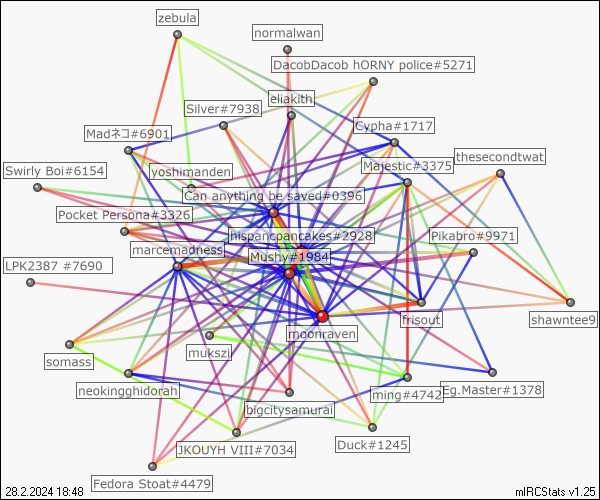 zebula
normalwan
DacobDacob hORNY police#5271
eliakith
Silver#7938
Cypha#1717
Madネコ#6901
thesecondtwat
Majestic#3375
Swirly Boi#6154
yoshimanden
Can anything be saved#0396
Pocket Persona#3326
hispancpancakes#2928
Pikabro#9971
marcemadness
Mushy#1984
LPK2387 #7690
shawntee9
frisout
moonraven
mukszi
somass
neokingghidorah
ming#4742
Eg.Master#1378
bigcitysamurai
Duck#1245
JKOUYH VIII#7034
Fedora Stoat#4479
28.2.2024 18:48
mIRCStats v1.25